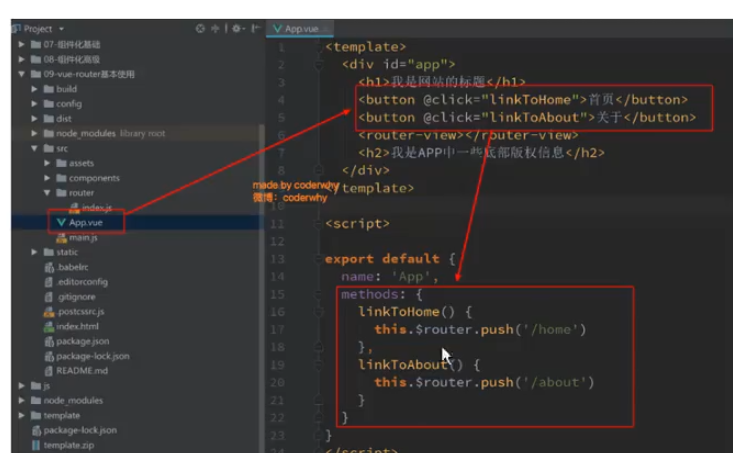 Project
App.vue
07-组件化基础
08-组件化高级
09-vue-router基本使用
build
config
dist
node_modules library root
src
assets
components
router
index.js
App.vue
main.js
static
.babelrc
.editorconfig
.gitignore
.postcssrc.js
index.html
package.json
package-lock.json
README.md
js
node_modules
template
package-lock.json
template.zip
made by coderwhy
微博：coderwhy
1 <template>
2 <div id="app">
3 <h1>我是网站的标题</h1>
4 <button @click="linkToHome">首页</button>
5 <button @click="linkToAbout">关于</button>
6 <router-view></router-view>
7 <h2>我是APP中一些底部版权信息</h2>
8 </div>
</template>
10
11 <script>
12
13 export default {
14 name: 'App',
15 methods: {
16 linkToHome() {
17 this.$router.push('/home')
18 },
19 linkToAbout() {
20 this.$router.push('/about')
21 }
22 }
23 }
</script>